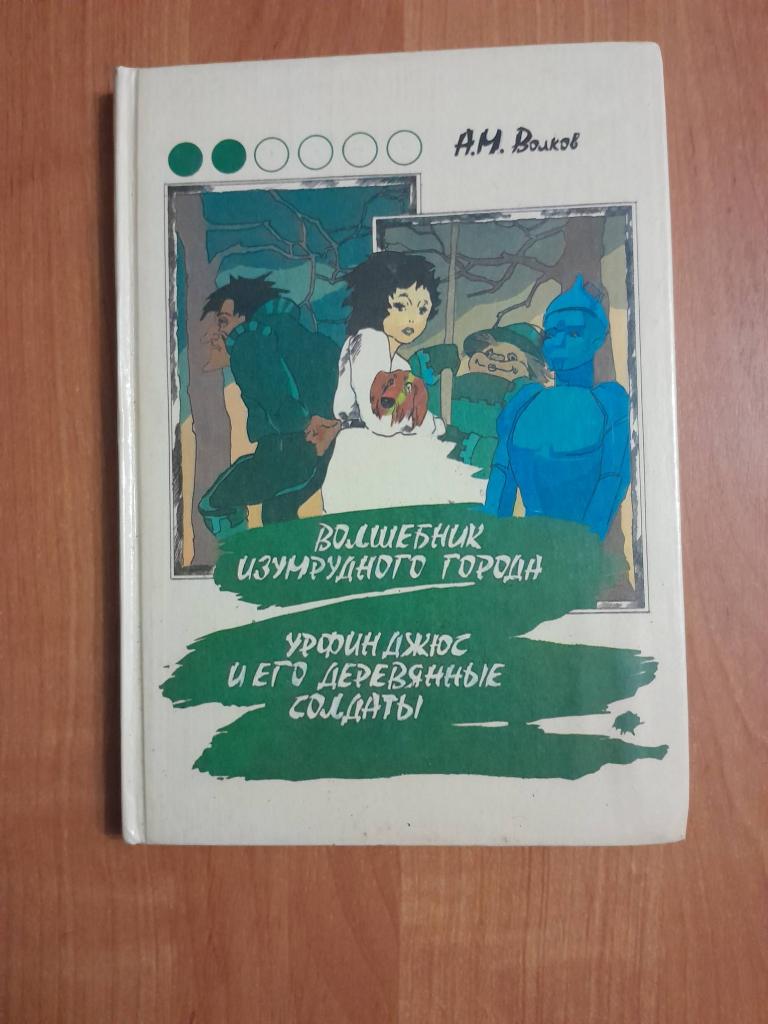 А.М. Волков
ВОЛШЕБНИК
ИЗУМРУДНОГО ГОРОДА
УРФИН ДЖЮС
И ЕГО ДЕРЕВЯННЫЕ
СОЛДАТЫ